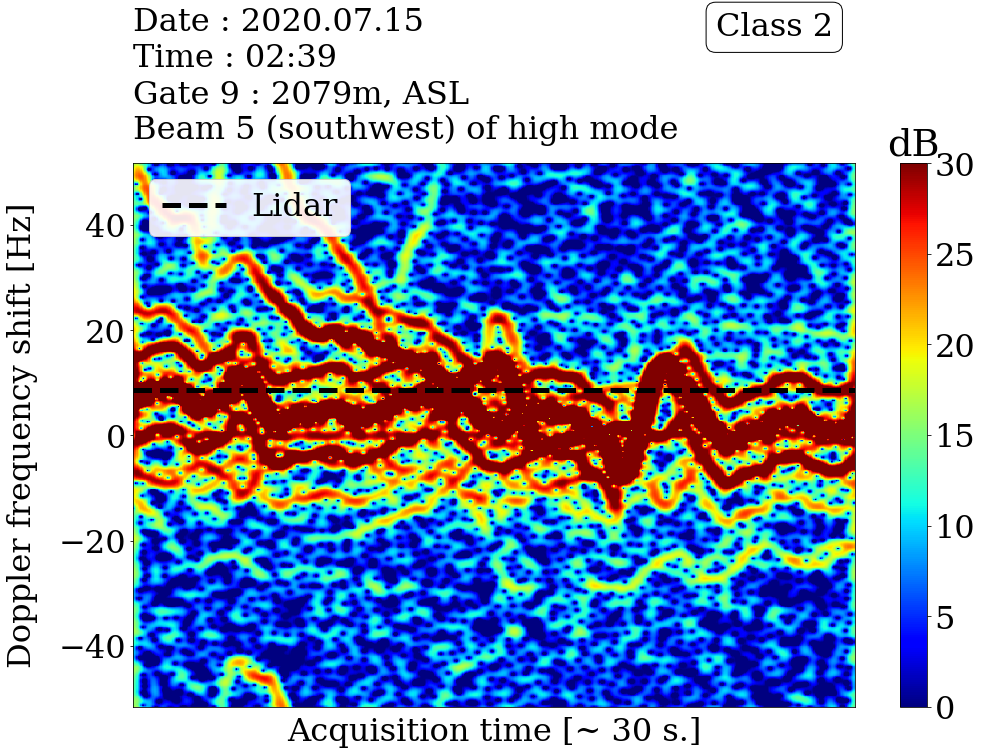 Date : 2020.07.15
Time : 02:39
Gate 9 : 2079m, ASL
Beam 5 (southwest) of high mode
Class 2
dB
Lidar
Doppler frequency shift [Hz]
40
20
0
−20
−40
Acquisition time [~ 30 s.]
30
25
20
15
10
5
0